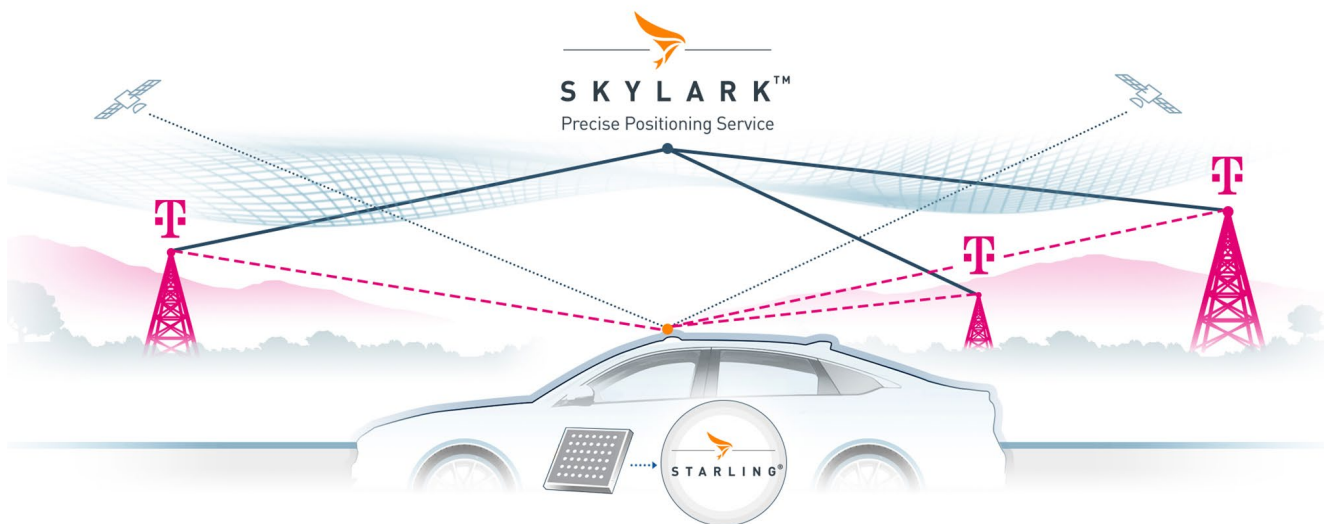 SKYLARK™
Precise Positioning Service
T
T
T
STARLING®